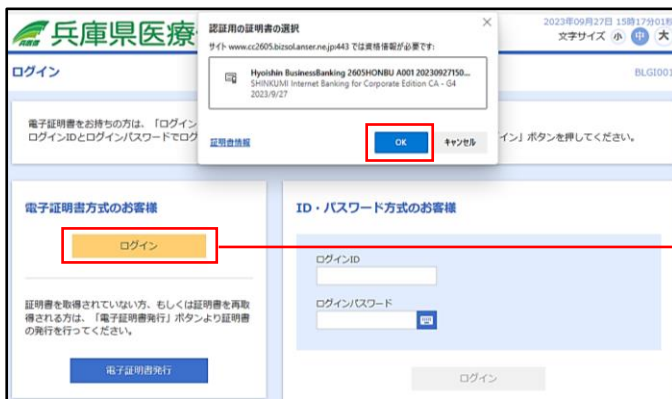 兵庫県医療
2023年09月27日 15時17分01秒
文字サイズ 小 中 大
ログイン
BLGI001
認証用の証明書の選択
サイト www.cc2605.bizsol.anser.ne.jp:443 では資格情報が必要です:
Hyoishin BusinessBanking 2605HONBU A001 20230927150...
SHINKUMI Internet Banking for Corporate Edition CA - G4
2023/9/27
証明書情報
OK
キャンセル
電子証明書をお持ちの方は、「ログイン
ログインIDとログインパスワードでログ
イン」ボタンを押してください。
電子証明書方式のお客様
ログイン
証明書を取得されていない方、もしくは証明書を再取
得される方は、「電子証明書発行」ボタンより証明書
の発行を行ってください。
電子証明書発行
ID・パスワード方式のお客様
ログインID
ログインパスワード
ログイン